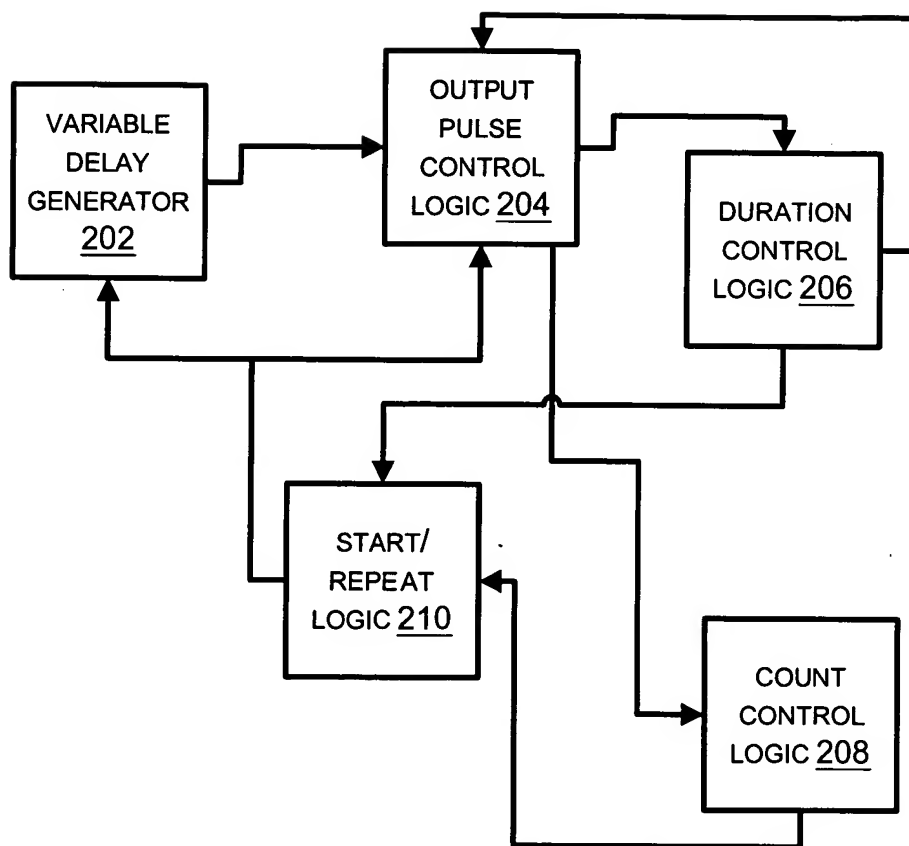 VARIABLE
DELAY
GENERATOR
202
OUTPUT
PULSE
CONTROL
LOGIC 204
DURATION
CONTROL
LOGIC 206
START/
REPEAT
LOGIC 210
COUNT
CONTROL
LOGIC 208